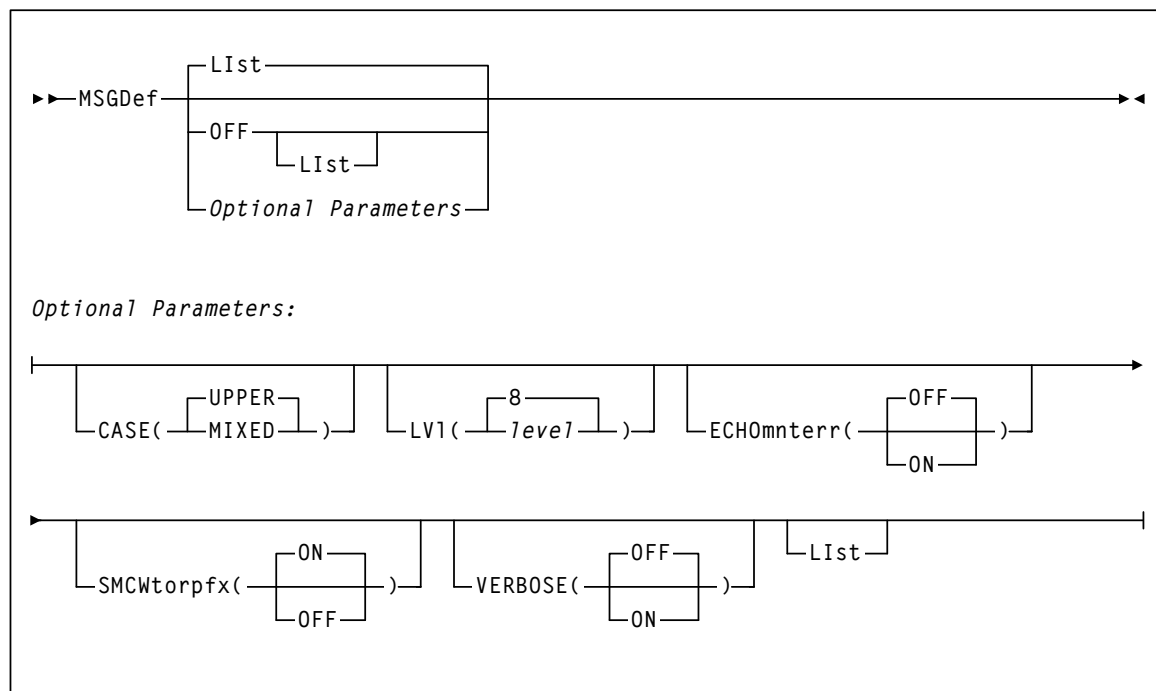 LIst
MSGDef
OFF
LIst
Optional Parameters
Optional Parameters:
UPPER
CASE( MIXED )
8
LVl( level )
OFF
ECHOmnterr( )
ON
ON
SMCWtorpfx( )
OFF
OFF
VERBOSE( )
ON
LIst